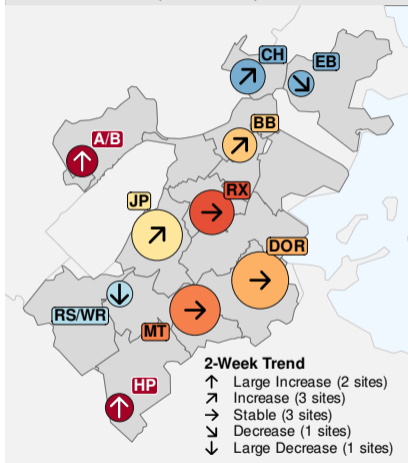 CH
EB
BB
A/B
RX
JP
DOR
RS/WR
MT
HP
2-Week Trend
↑ Large Increase (2 sites)
↗ Increase (3 sites)
→ Stable (3 sites)
↘ Decrease (1 sites)
↓ Large Decrease (1 sites)